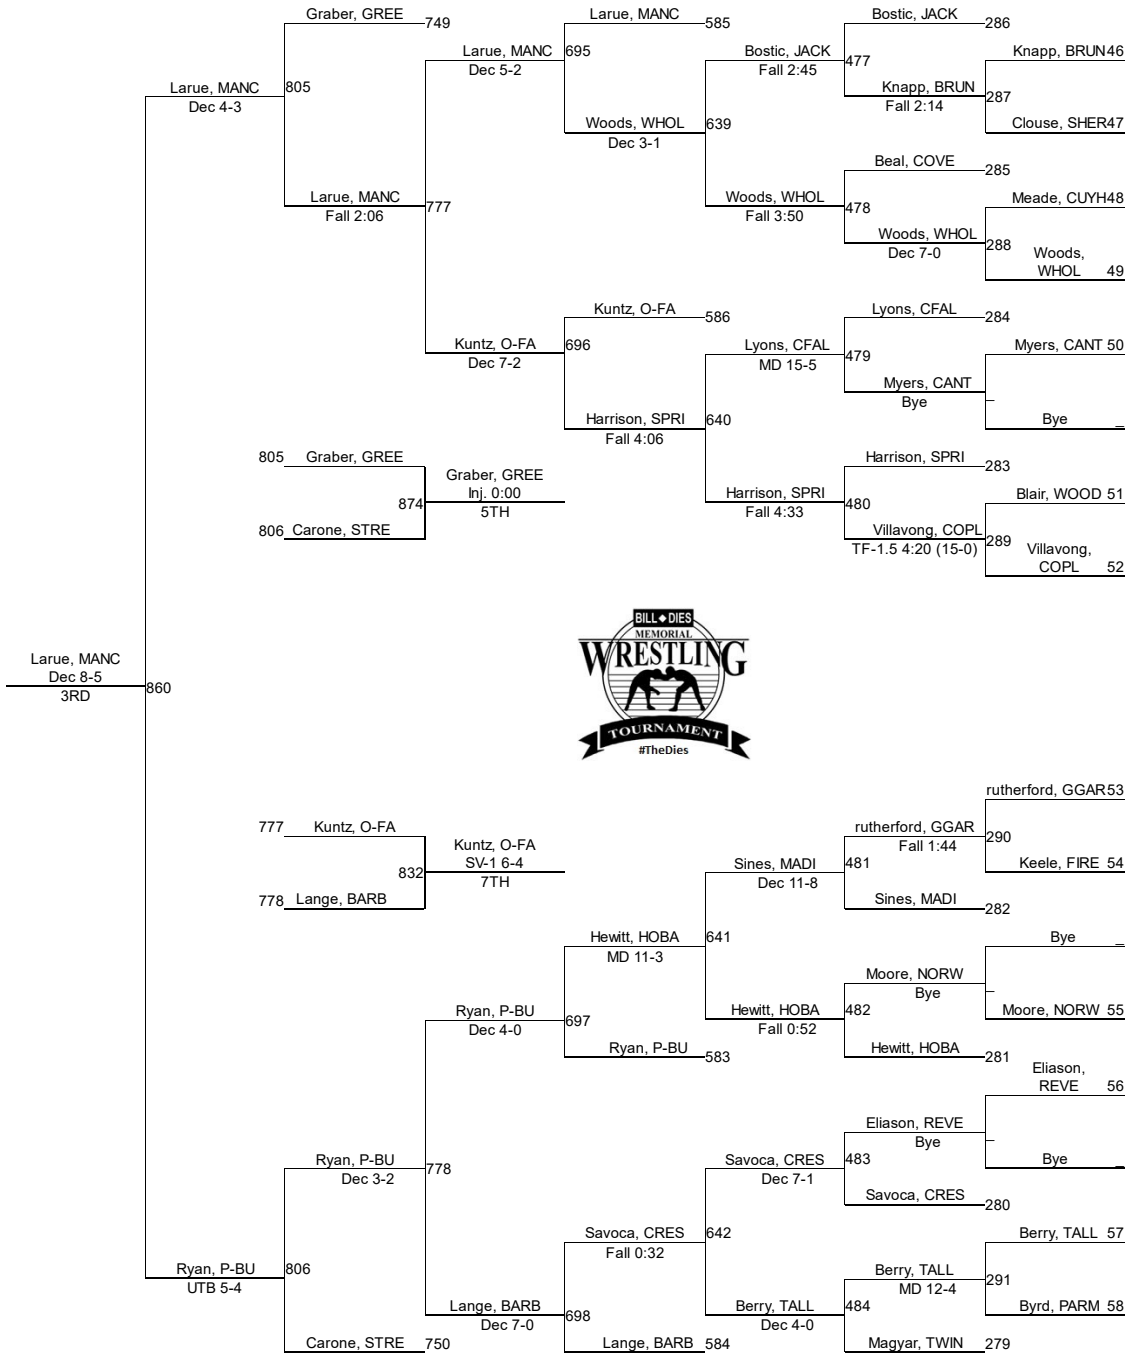 Graber, GREE 749
Larue, MANC 585
Bostic, JACK 286
Larue, MANC 695
Dec 5-2
Bostic, JACK 477
Fall 2:45
Knapp, BRUN 46
Larue, MANC 805
Dec 4-3
Knapp, BRUN 287
Fall 2:14
Woods, WHOL 639
Dec 3-1
Clouse, SHER 47
Beal, COVE 285
Larue, MANC 777
Fall 2:06
Woods, WHOL 478
Fall 3:50
Meade, CUYH 48
Woods, WHOL 288
Dec 7-0
Woods,
WHOL 49
Kuntz, O-FA 586
Lyons, CFAL 284
Kuntz, O-FA 696
Dec 7-2
Lyons, CFAL 479
MD 15-5
Myers, CANT 50
Myers, CANT _
Bye
Harrison, SPRI 640
Fall 4:06
Bye _
805 Graber, GREE
Harrison, SPRI 283
Graber, GREE
874 Inj. 0:00
5TH
Harrison, SPRI 480
Fall 4:33
Blair, WOOD 51
806 Carone, STRE
Villavong, COPL 289
TF-1.5 4:20 (15-0)
Villavong,
COPL 52
BILL ◆ DIES
MEMORIAL
WRESTLING
TOURNAMENT
#TheDies
Larue, MANC
Dec 8-5
3RD
860
rutherford, GGAR 53
777 Kuntz, O-FA
rutherford, GGAR 290
Fall 1:44
Kuntz, O-FA
832 SV-1 6-4
7TH
Sines, MADI 481
Dec 11-8
Keele, FIRE 54
778 Lange, BARB
Sines, MADI 282
Hewitt, HOBA 641
MD 11-3
Bye _
Moore, NORW _
Bye
Ryan, P-BU 697
Dec 4-0
Hewitt, HOBA 482
Fall 0:52
Moore, NORW 55
Ryan, P-BU 583
Hewitt, HOBA 281
Eliason,
REVE 56
Eliason, REVE _
Bye
Ryan, P-BU 778
Dec 3-2
Savoca, CRES 483
Dec 7-1
Bye _
Savoca, CRES 280
Savoca, CRES 642
Fall 0:32
Berry, TALL 57
Ryan, P-BU 806
UTB 5-4
Berry, TALL 291
MD 12-4
Lange, BARB 698
Dec 7-0
Berry, TALL 484
Dec 4-0
Byrd, PARM 58
Carone, STRE 750
Lange, BARB 584
Magyar, TWIN 279